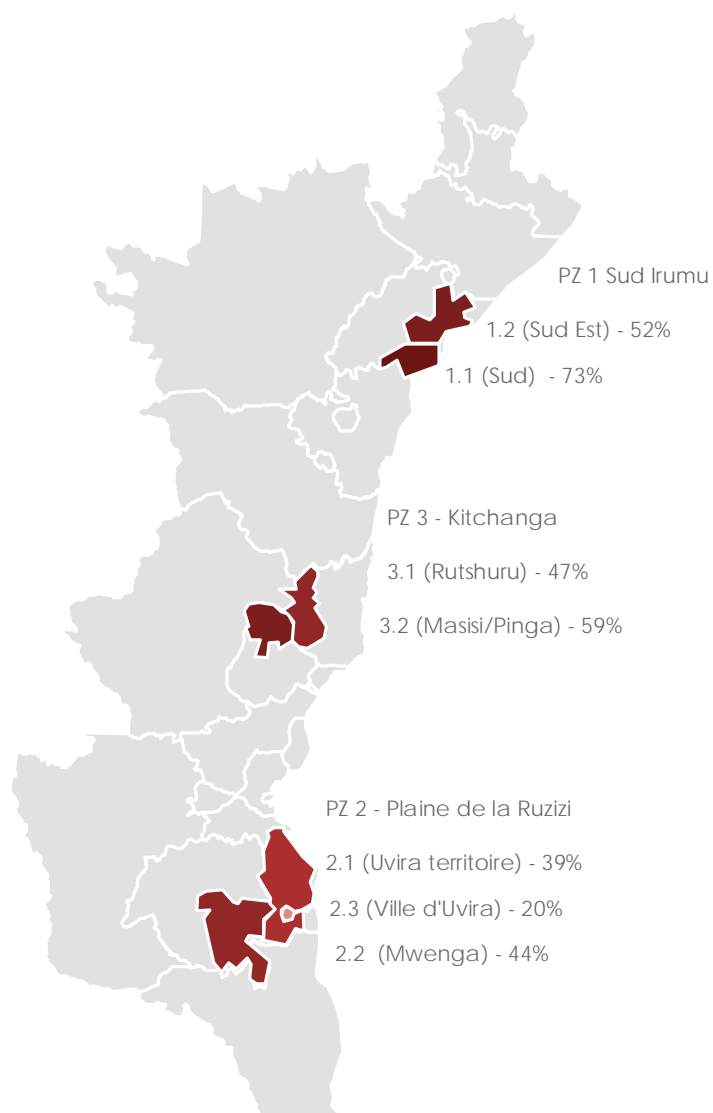 PZ 1 Sud Irumu
1.2 (Sud Est) - 52%
1.1 (Sud) - 73%
PZ 3 - Kitchanga
3.1 (Rutshuru) - 47%
3.2 (Masisi/Pinga) - 59%
PZ 2 - Plaine de la Ruzizi
2.1 (Uvira territoire) - 39%
2.3 (Ville d'Uvira) - 20%
2.2 (Mwenga) - 44%